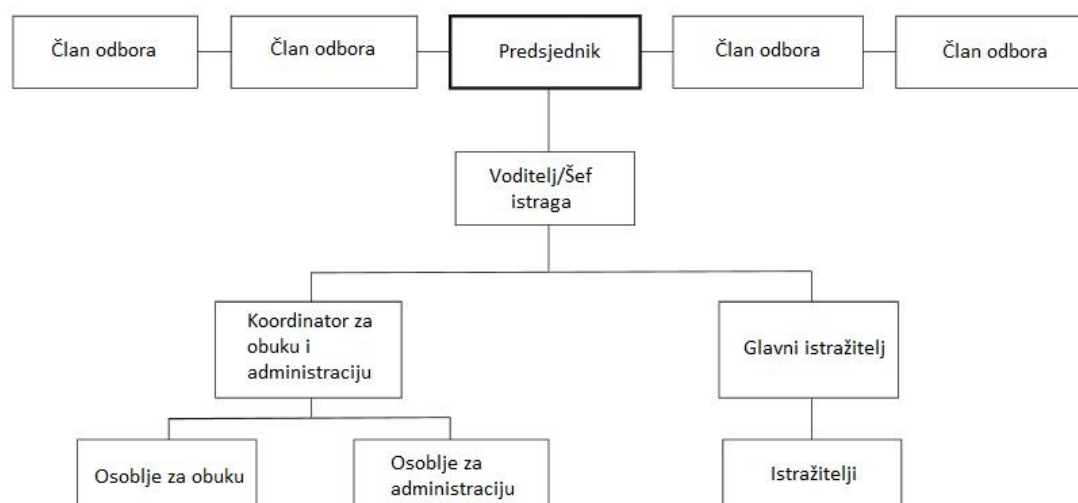 Član odbora
Član odbora
Predsjednik
Član odbora
Član odbora
Voditelj/Šef
istraga
Koordinator za
obuku i
administraciju
Glavni istražitelj
Osoblje za obuku
Osoblje za
administraciju
Istražitelji